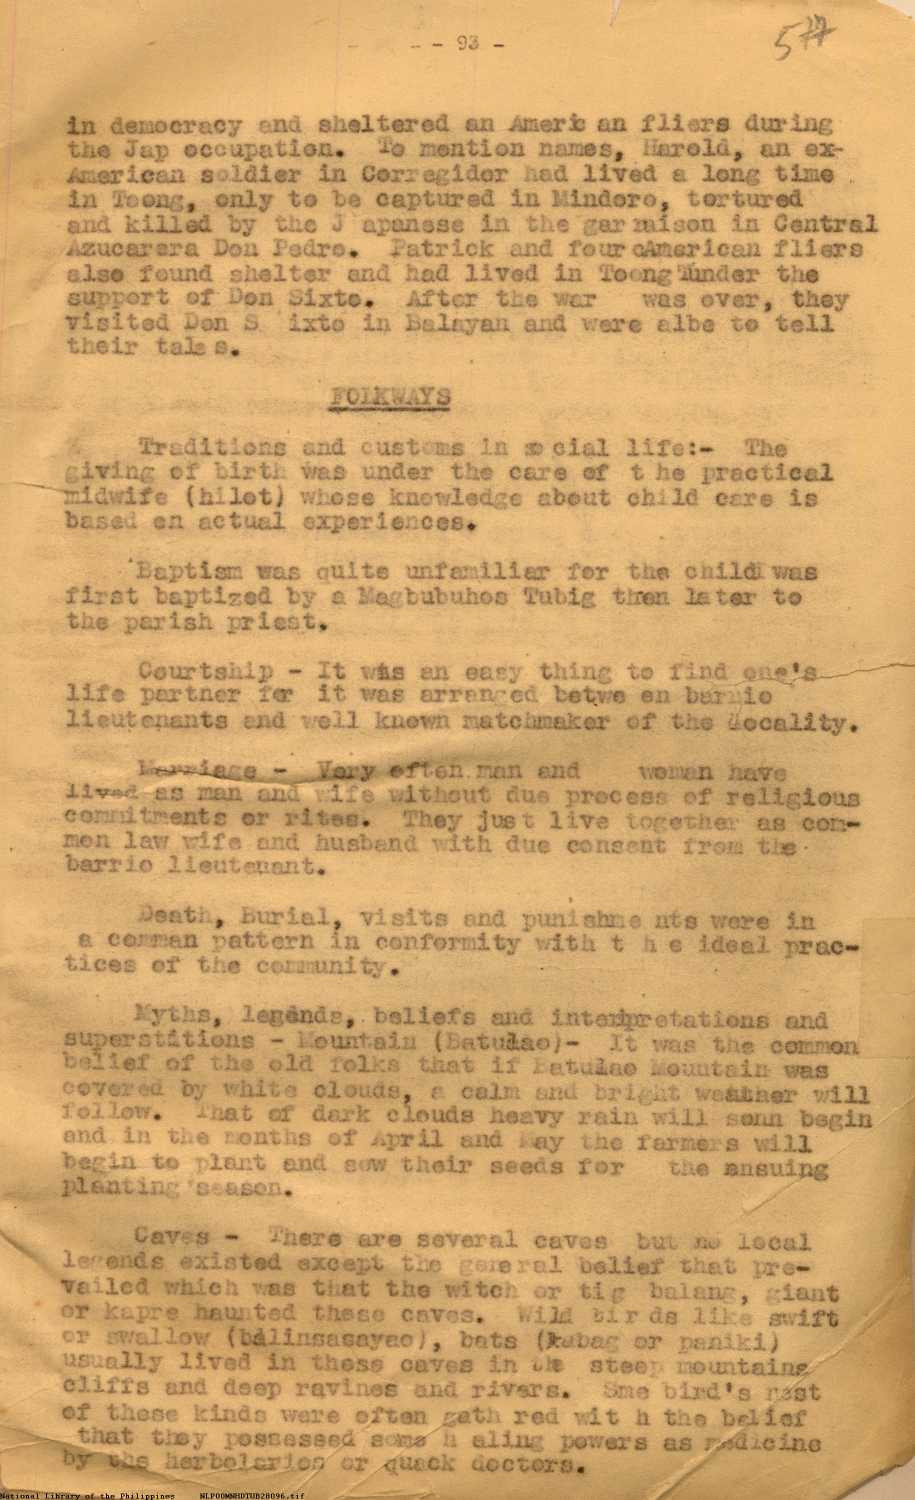 - - 93 -
577
in democracy and sheltered an Americ an fliers during
the Jap occupation. To mention names, Harold, an ex-
American soldier in Corregidor had lived a long time
in Toong, only to be captured in Mindoro, tortured
and killed by the J apanese in the garraison in Central
Azucarera Don Pedro. Patrick and four American fliers
also found shelter and had lived in Toong under the
support of Don Sixto. After the war was over, they
visited Don S ixto in Balayan and were albe to tell
their tale s.
FOLKWAYS
Traditions and customs in so cial life:- The
giving of birth was under the care of t he practical
midwife (hilot) whose knowledge about child care is
based on actual experiences.
Baptism was quite unfamiliar for the child was
first baptized by a Magbubuhos Tubig then later to
the parish priest.
Courtship - It was an easy thing to find one's
life partner for it was arranged betwe en barrio
lieutenants and well known matchmaker of the locality.
Marriage - Very often man and woman have
lived as man and wife without due process of religious
commitments or rites. They just live together as com-
mon law wife and husband with due consent from the
barrio lieutenant.
Death, Burial, visits and punishme nts were in
a common pattern in conformity with t h e ideal prac-
tices of the community.
Myths, legends, beliefs and interpretations and
superstitions - Mountain (Batulao)- It was the common
belief of the old folks that if Batulao Mountain was
covered by white clouds, a calm and bright weather will
follow. That of dark clouds heavy rain will sonn begin
and in the months of April and May the farmers will
begin to plant and sow their seeds for the ensuing
planting season.
Caves - There are several caves but no local
legends existed except the general belief that pre-
vailed which was that the witch or tig balang, giant
or kapre haunted these caves. Wild bir ds like swift
or swallow (balinsasayao), bats (kabag or paniki)
usually lived in these caves in the steep mountains
cliffs and deep ravines and rivers. Sme bird's nest
of these kinds were often gath red wit h the belief
that they possessed some h aling powers as medicine
by the herbolarios or quack doctors.
National Library of the Philippines NLPOOMNHDTUB28096.tif